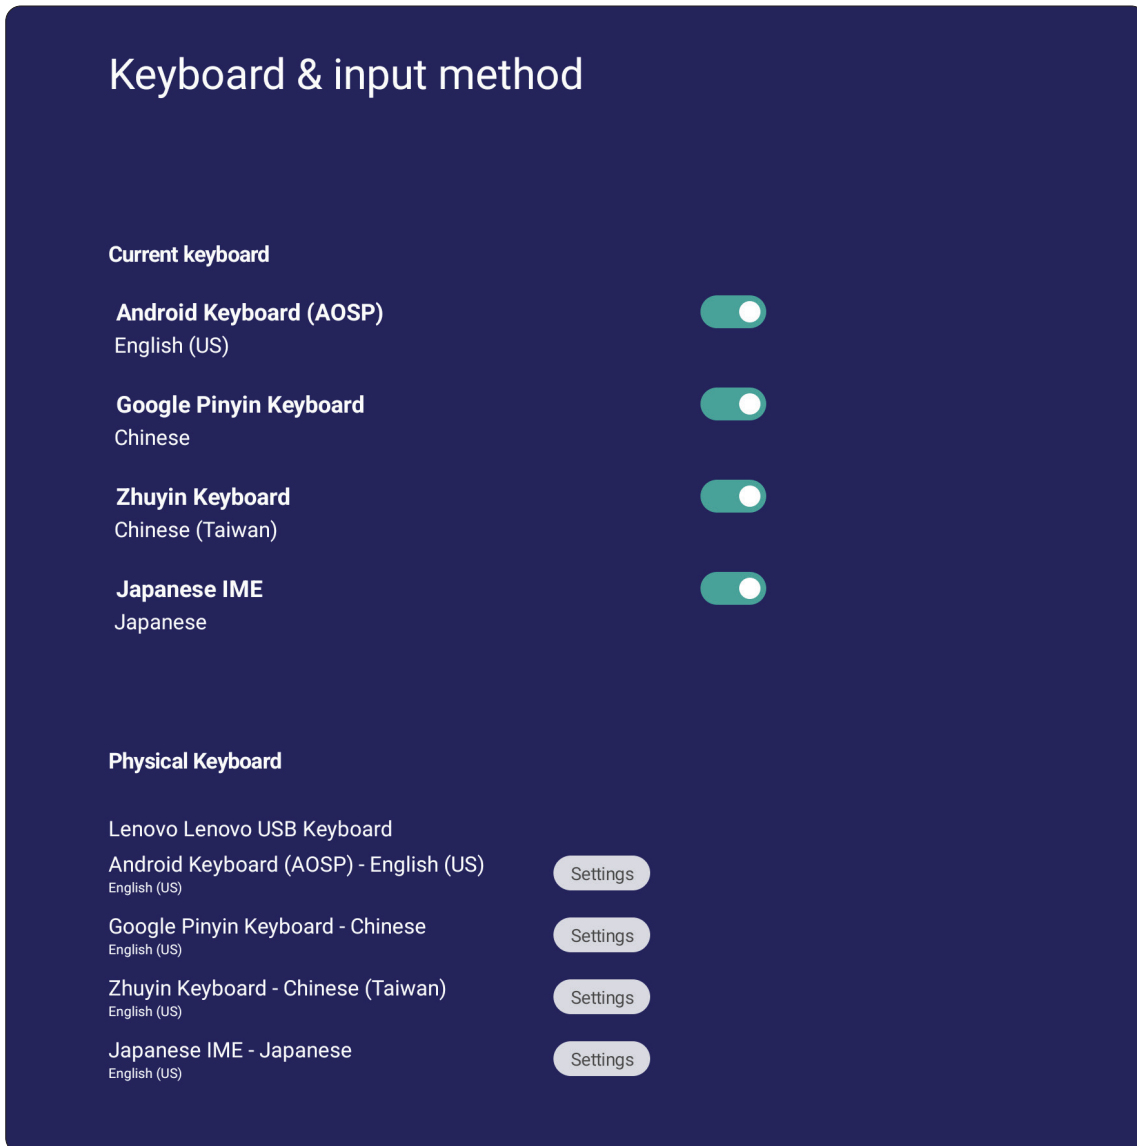 Keyboard & input method
Current keyboard
Android Keyboard (AOSP)
English (US)
Google Pinyin Keyboard
Chinese
Zhuyin Keyboard
Chinese (Taiwan)
Japanese IME
Japanese
Physical Keyboard
Lenovo Lenovo USB Keyboard
Android Keyboard (AOSP) - English (US)
English (US)
Settings
Google Pinyin Keyboard - Chinese
English (US)
Settings
Zhuyin Keyboard - Chinese (Taiwan)
English (US)
Settings
Japanese IME - Japanese
English (US)
Settings